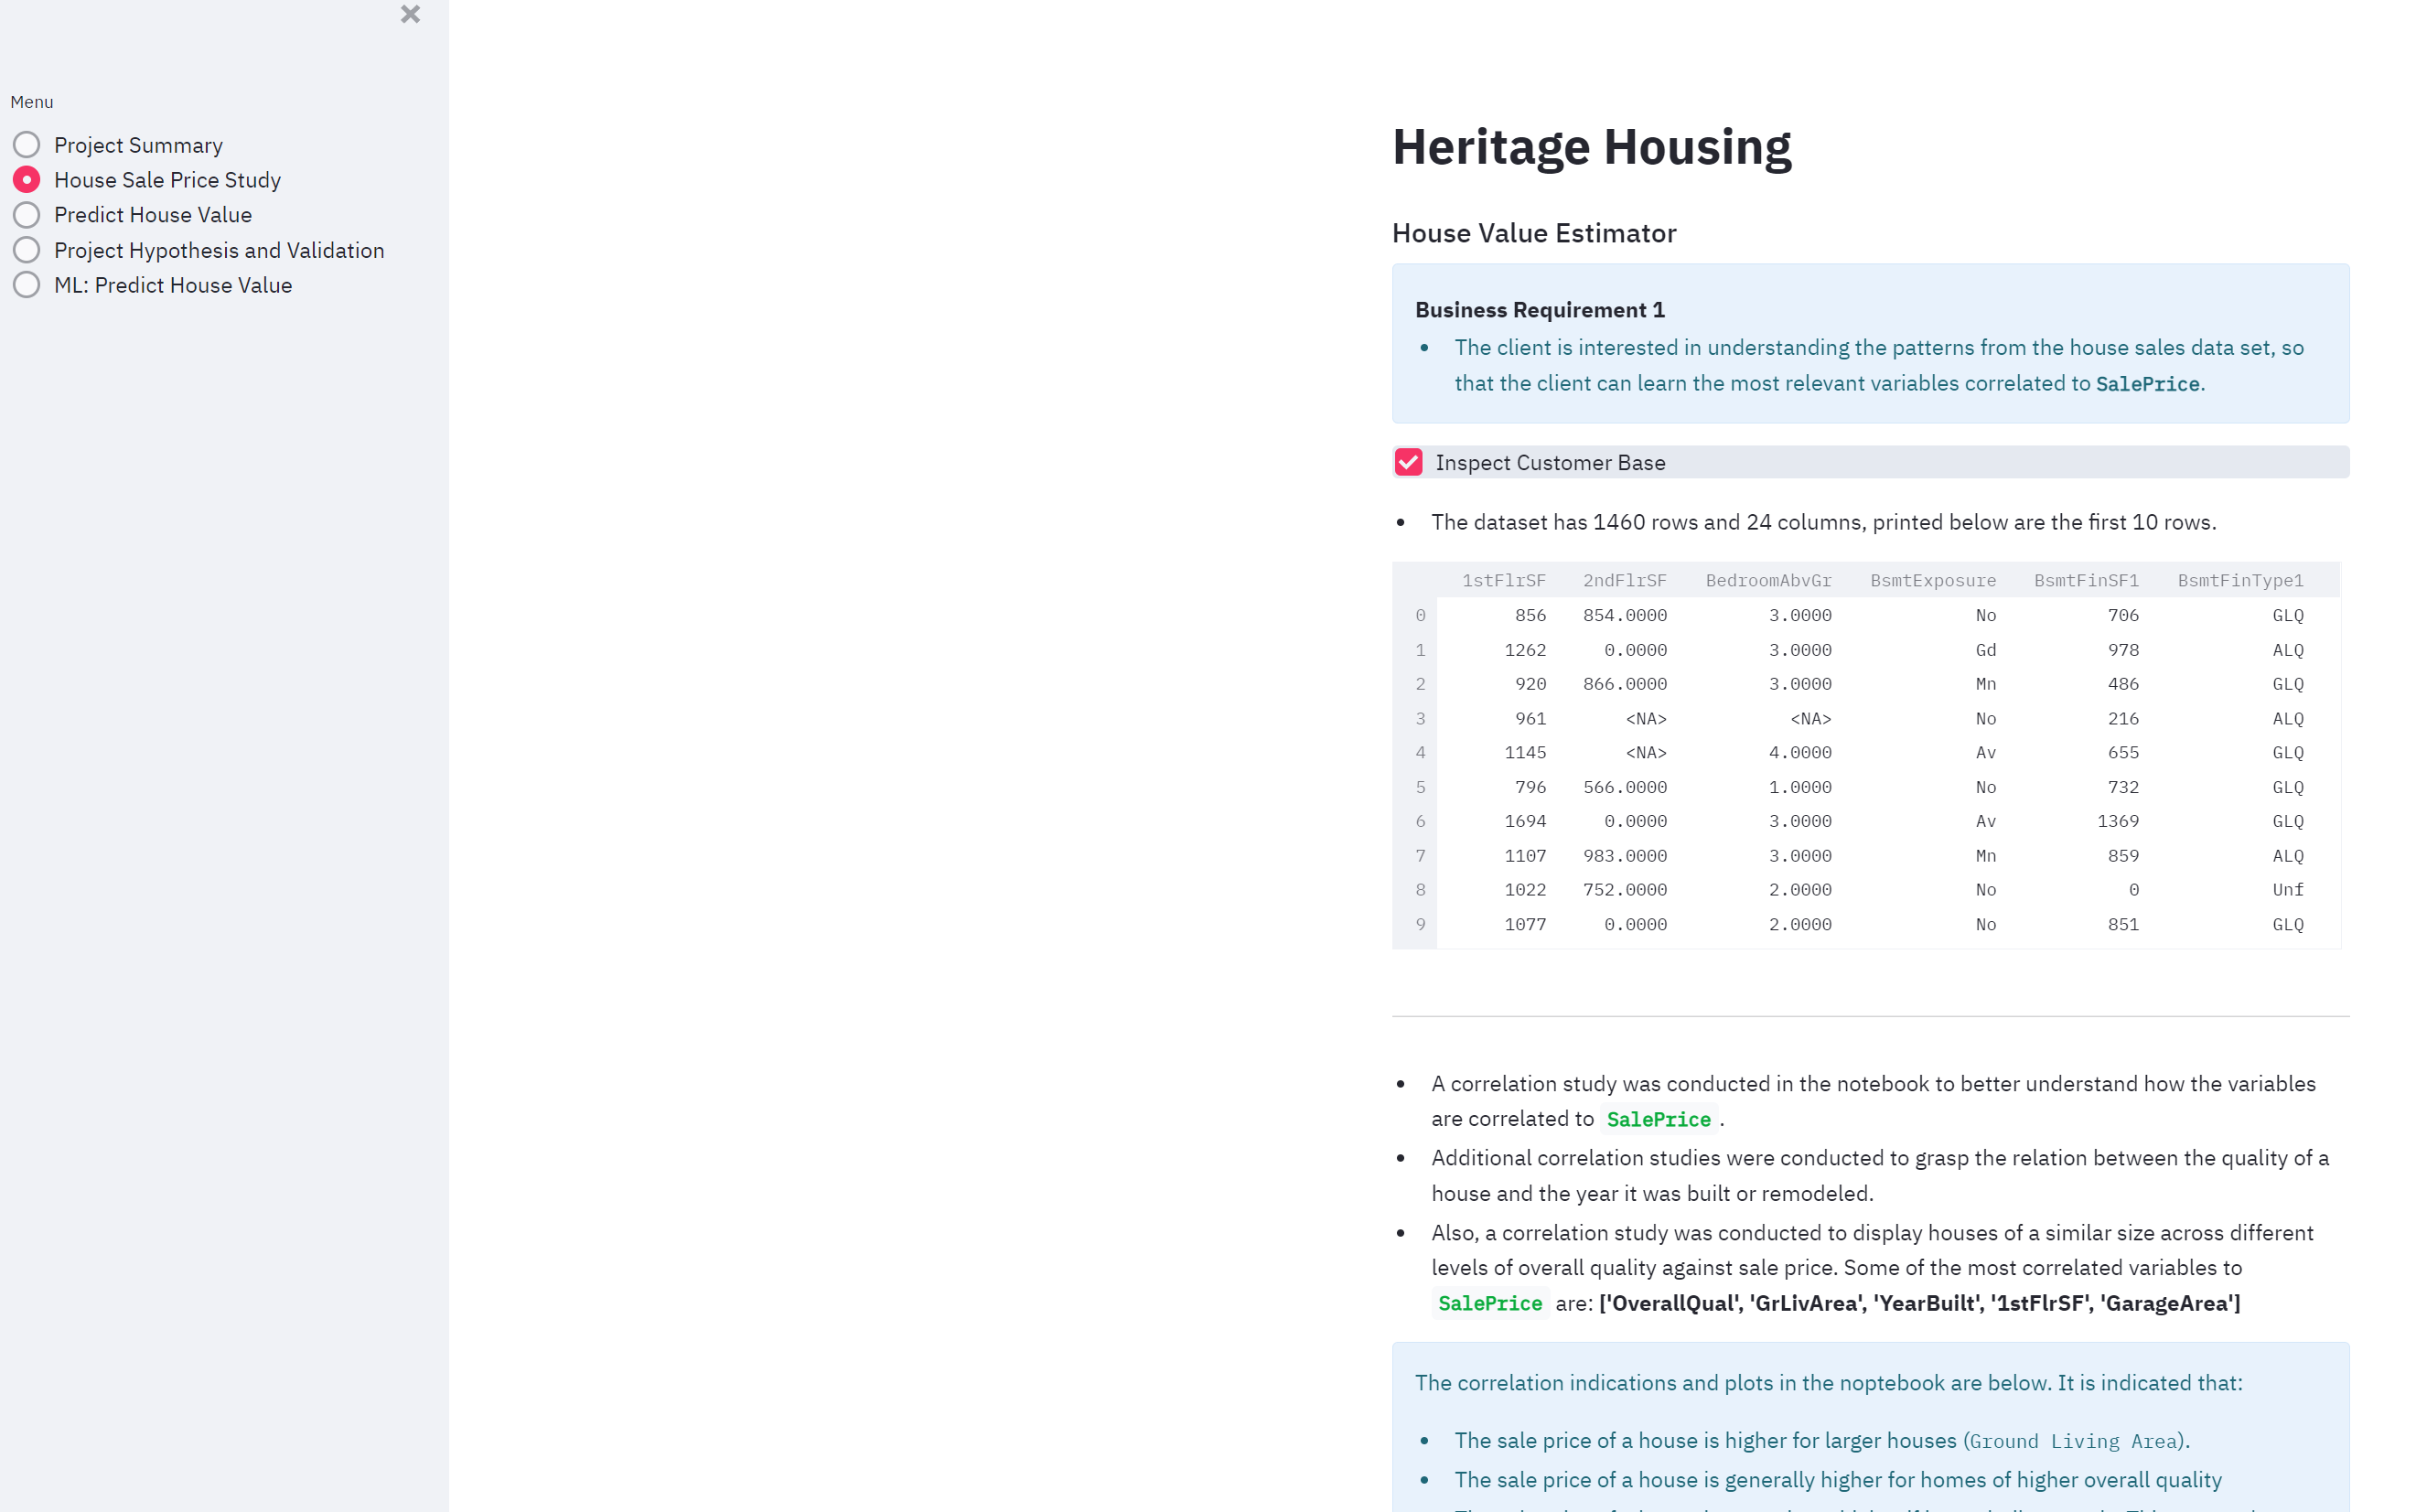 Menu
Project Summary
House Sale Price Study
Predict House Value
Project Hypothesis and Validation
ML: Predict House Value
Heritage Housing
House Value Estimator
Business Requirement 1
• The client is interested in understanding the patterns from the house sales data set, so
that the client can learn the most relevant variables correlated to SalePrice.
Inspect Customer Base
• The dataset has 1460 rows and 24 columns, printed below are the first 10 rows.
1stFlrSF 2ndFlrSF BedroomAbvGr BsmtExposure BsmtFinSF1 BsmtFinType1
0 856 854.0000 3.0000 No 706 GLQ
1 1262 0.0000 3.0000 Gd 978 ALQ
2 920 866.0000 3.0000 Mn 486 GLQ
3 961 <NA> <NA> No 216 ALQ
4 1145 <NA> 4.0000 Av 655 GLQ
5 796 566.0000 1.0000 No 732 GLQ
6 1694 0.0000 3.0000 Av 1369 GLQ
7 1107 983.0000 3.0000 Mn 859 ALQ
8 1022 752.0000 2.0000 No 0 Unf
9 1077 0.0000 2.0000 No 851 GLQ
• A correlation study was conducted in the notebook to better understand how the variables
are correlated to SalePrice .
• Additional correlation studies were conducted to grasp the relation between the quality of a
house and the year it was built or remodeled.
• Also, a correlation study was conducted to display houses of a similar size across different
levels of overall quality against sale price. Some of the most correlated variables to
SalePrice are: ['OverallQual', 'GrLivArea', 'YearBuilt', '1stFlrSF', 'GarageArea']
The correlation indications and plots in the noptebook are below. It is indicated that:
• The sale price of a house is higher for larger houses (Ground Living Area).
• The sale price of a house is generally higher for homes of higher overall quality